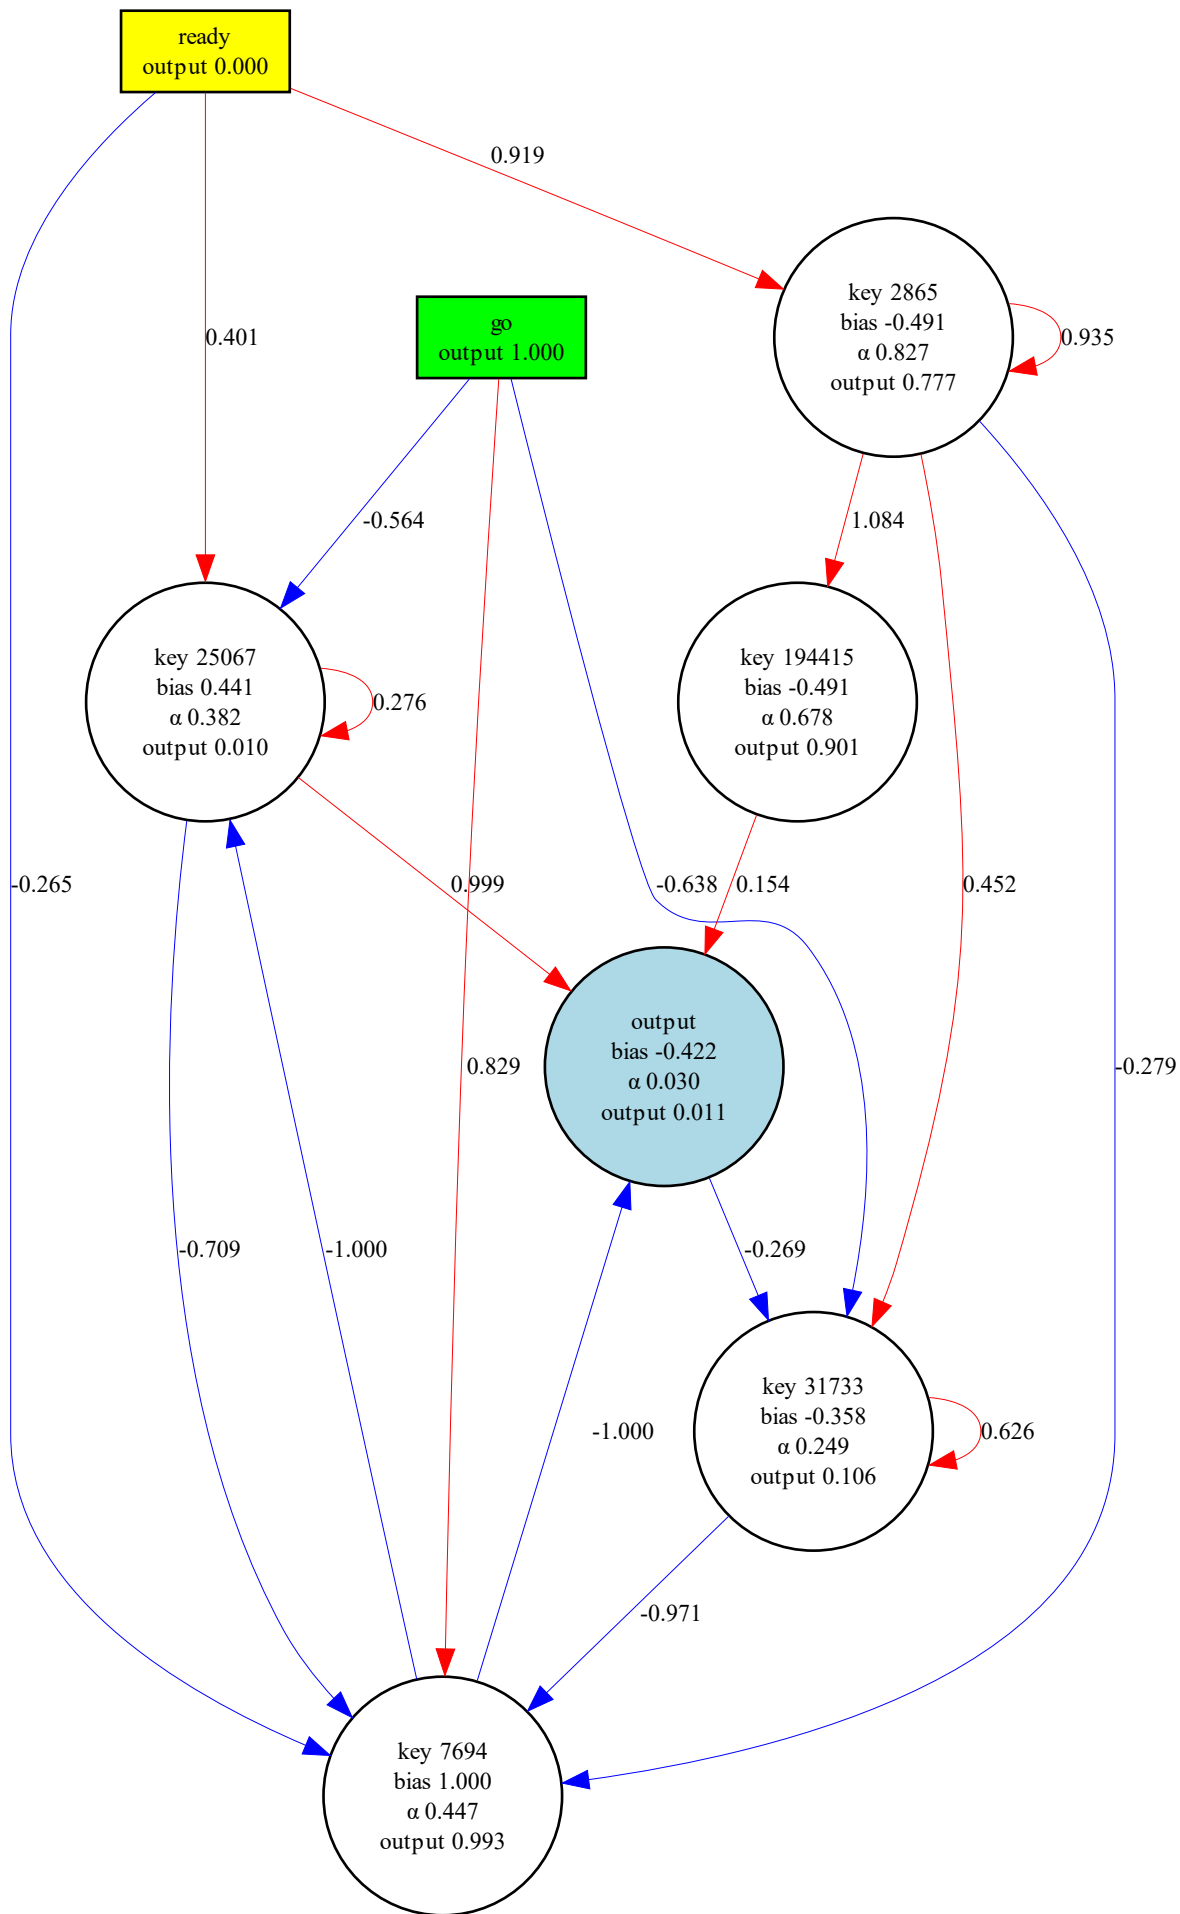 ready
output 0.000
0.919
key 2865
bias -0.491
α 0.827
output 0.777
0.935
go
output 1.000
0.401
-0.564
1.084
key 25067
bias 0.441
α 0.382
output 0.010
0.276
key 194415
bias -0.491
α 0.678
output 0.901
-0.265
0.999
-0.638
0.154
0.452
output
bias -0.422
α 0.030
output 0.011
0.829
-0.279
-0.709
-1.000
-0.269
key 31733
bias -0.358
α 0.249
output 0.106
-1.000
0.626
-0.971
key 7694
bias 1.000
α 0.447
output 0.993